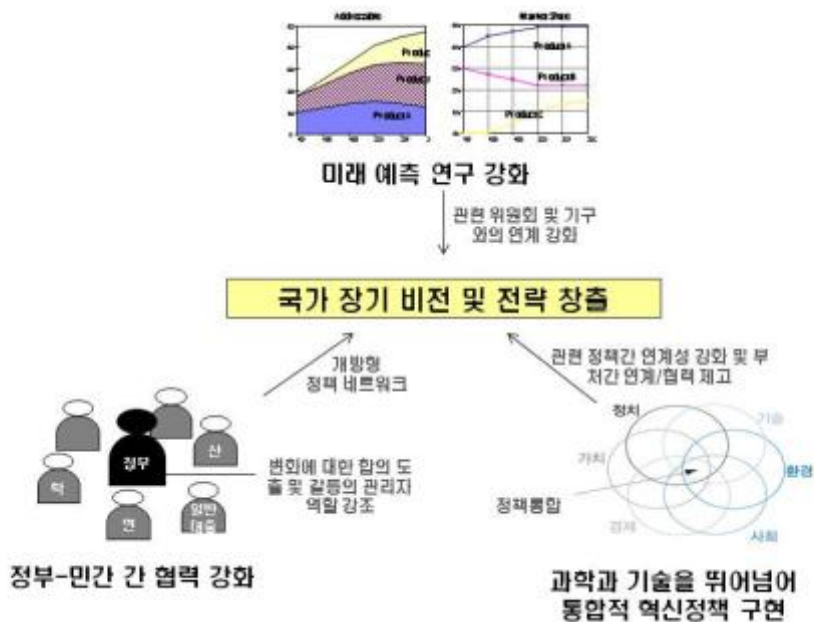 Product A
Product A
Product B
Product C
미래 예측 연구 강화
관련 위원회 및 기구
와의 연계 강화
국가 장기 비전 및 전략 창출
개방형
정책 네트워크
관련 정책간 연계성 강화 및 부
처간 연계/협력 제고
정부
산
학
연
일반
대중
변화에 대한 합의 도
출 및 갈등의 관리자
역할 강조
정치
기술
가치
환경
정책통합
경제
사회
정부-민간 간 협력 강화
과학과 기술을 뛰어넘어
통합적 혁신정책 구현